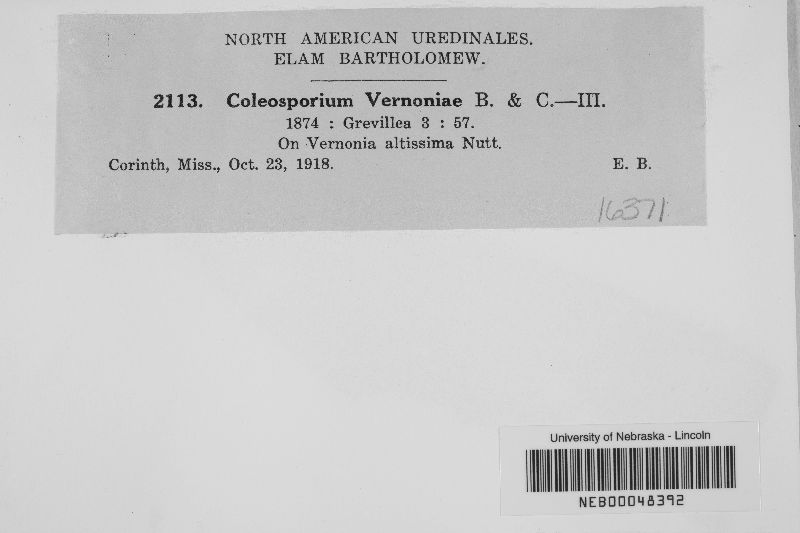 NORTH AMERICAN UREDINALES.
ELAM BARTHOLOMEW.
2113. Coleosporium Vernoniae B. & C.—III.
1874 : Grevillea 3 : 57.
On Vernonia altissima Nutt.
Corinth, Miss., Oct. 23, 1918. E. B.
16371
University of Nebraska - Lincoln
NEB00048392